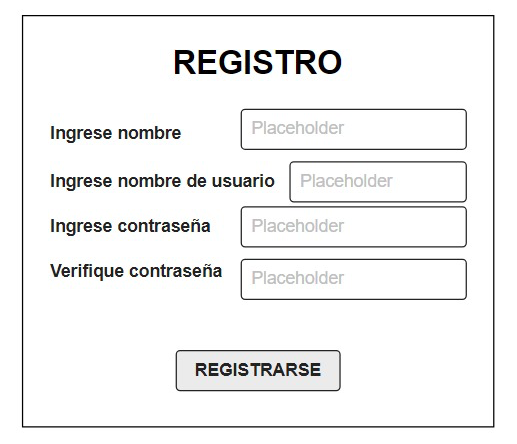 REGISTRO
Ingrese nombre Placeholder
Ingrese nombre de usuario Placeholder
Ingrese contraseña Placeholder
Verifique contraseña Placeholder
REGISTRARSE